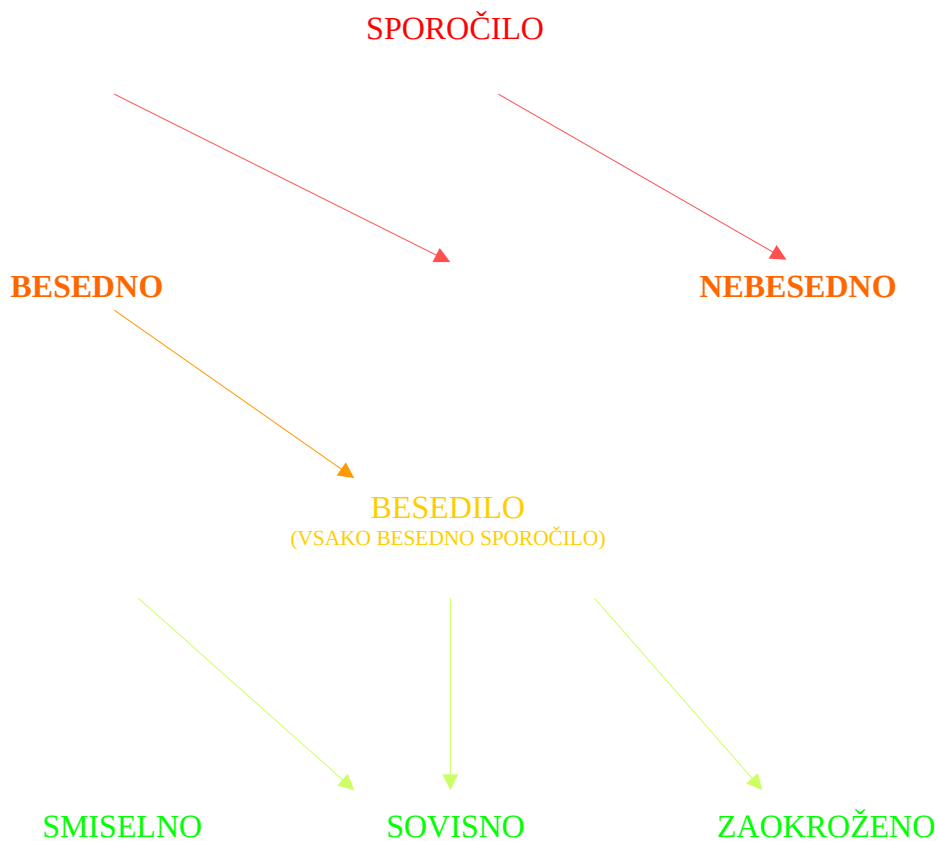 SPOROČILO
BESEDNO
NEBESEDNO
BESEDILO
(VSAKO BESEDNO SPOROČILO)
SMISELNO
SOVISNO
ZAOKROŽENO